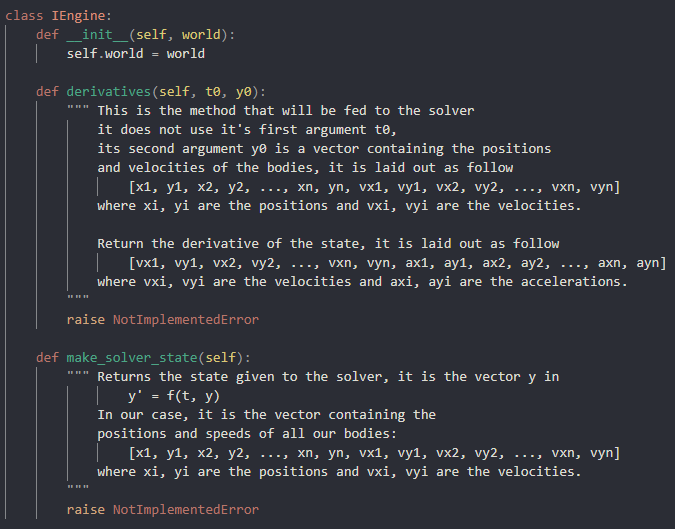 class IEngine:
    def __init__(self, world):
        self.world = world

    def derivatives(self, t0, y0):
        """ This is the method that will be fed to the solver
            it does not use it's first argument t0,
            its second argument y0 is a vector containing the positions
            and velocities of the bodies, it is laid out as follow
                [x1, y1, x2, y2, ..., xn, yn, vx1, vy1, vx2, vy2, ..., vxn, vyn]
            where xi, yi are the positions and vxi, vyi are the velocities.

            Return the derivative of the state, it is laid out as follow
                [vx1, vy1, vx2, vy2, ..., vxn, vyn, ax1, ay1, ax2, ay2, ..., axn, ayn]
            where vxi, vyi are the velocities and axi, ayi are the accelerations.
        """
        raise NotImplementedError

    def make_solver_state(self):
        """ Returns the state given to the solver, it is the vector y in
                y' = f(t, y)
            In our case, it is the vector containing the
            positions and speeds of all our bodies:
                [x1, y1, x2, y2, ..., xn, yn, vx1, vy1, vx2, vy2, ..., vxn, vyn]
            where xi, yi are the positions and vxi, vyi are the velocities.
        """
        raise NotImplementedError